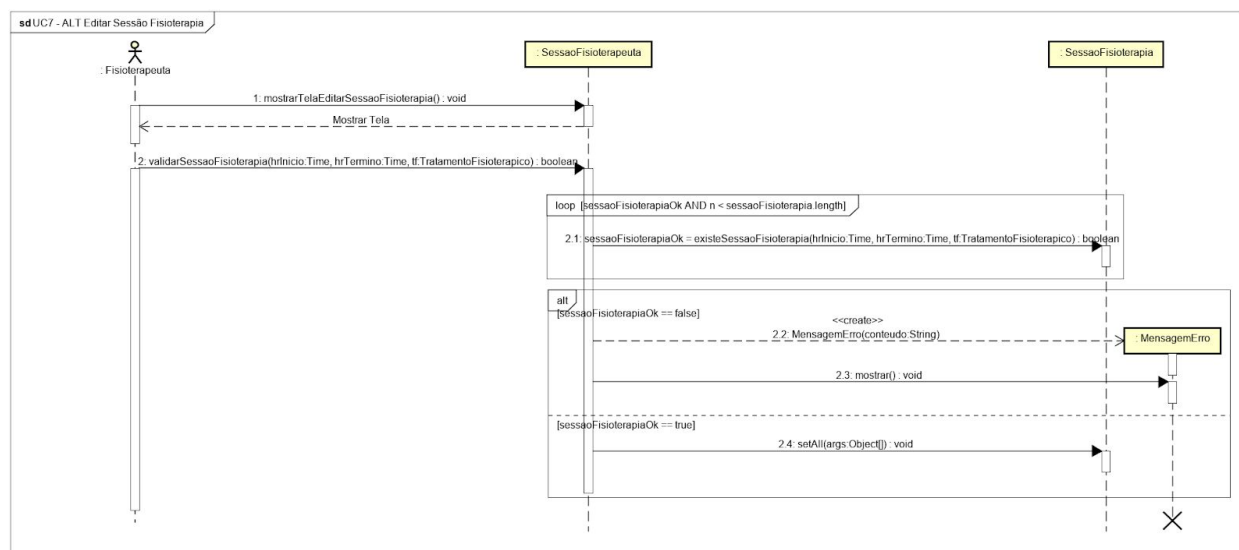 sd UC7 - ALT Editar Sessão Fisioterapia
: Fisioterapeuta
: SessaoFisioterapeuta
: SessaoFisioterapia
1: mostrarTelaEditarSessaoFisioterapia() : void
Mostrar Tela
2: validarSessaoFisioterapia(hrInicio:Time, hrTermino:Time, tf:TratamentoFisioterapico) : boolean
loop [sessaoFisioterapiaOk AND n < sessaoFisioterapia.length]
2.1: sessaoFisioterapiaOk = existeSessaoFisioterapia(hrInicio:Time, hrTermino:Time, tf:TratamentoFisioterapico) : boolean
alt
[sessaoFisioterapiaOk == false]
<<create>>
2.2: MensagemErro(conteudo:String)
: MensagemErro
2.3: mostrar() : void
[sessaoFisioterapiaOk == true]
2.4: setAll(args:Object[]) : void